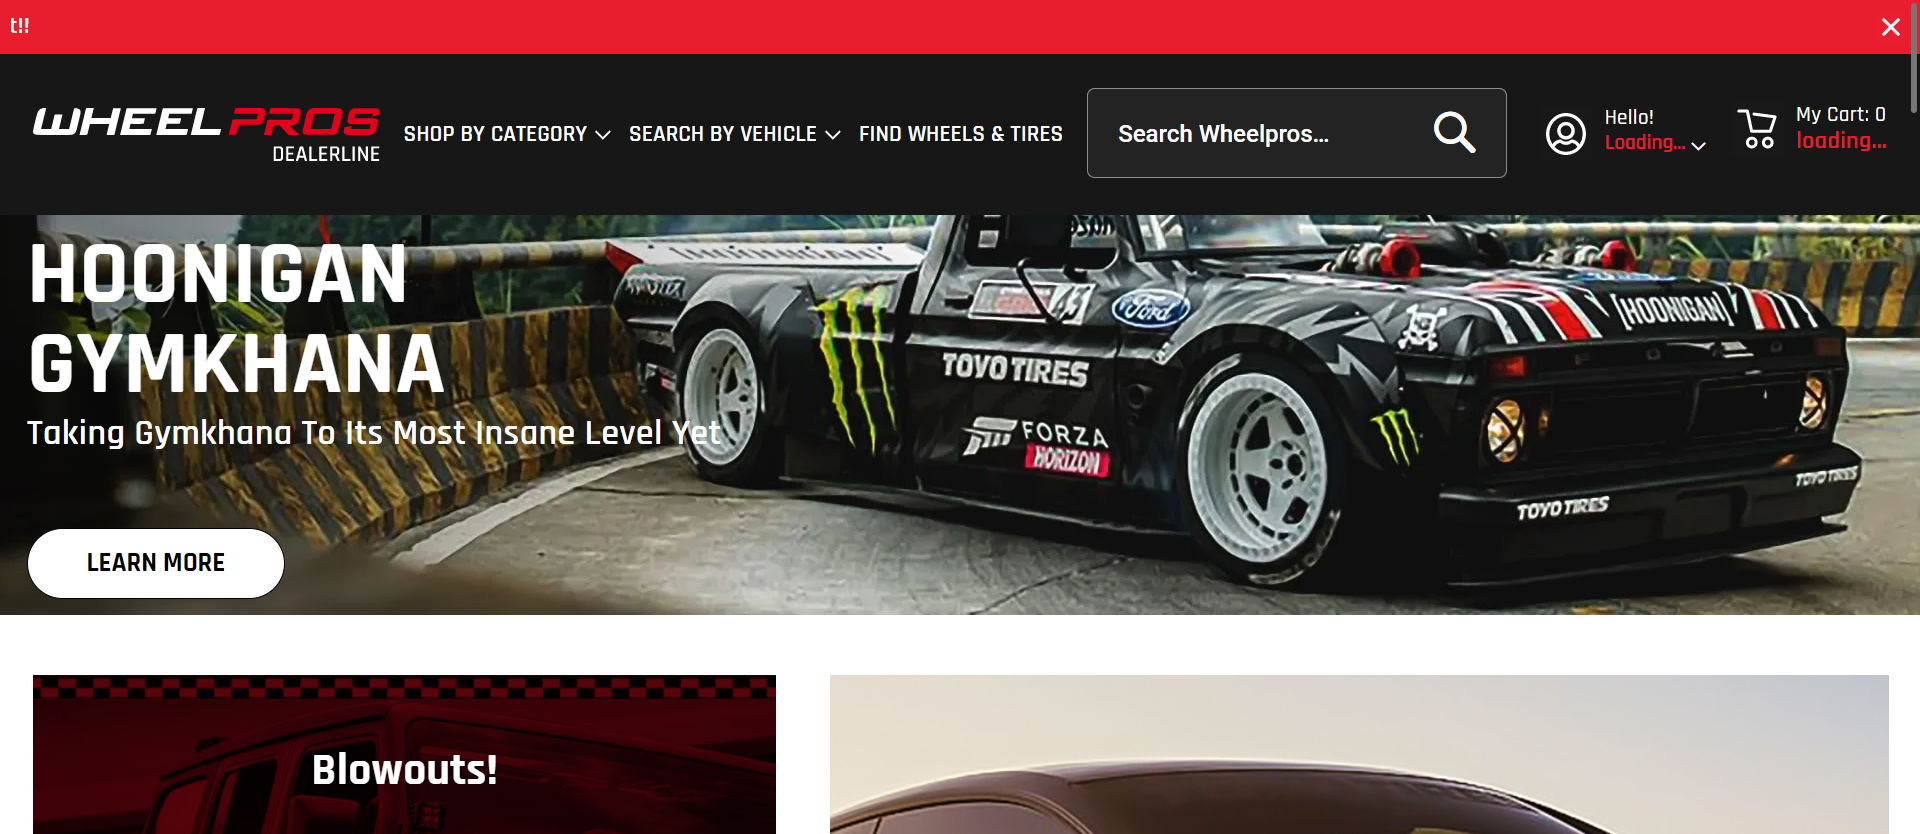 t!!
WHEEL PROS
DEALERLINE
SHOP BY CATEGORY
SEARCH BY VEHICLE
FIND WHEELS & TIRES
Search Wheelpros...
Hello!
Loading...
My Cart: 0
loading...
HOONIGAN
GYMKHANA
Taking Gymkhana To Its Most Insane Level Yet
LEARN MORE
HOONIGAN
MONSTER
Ford
[HOONIGAN]
TOYO TIRES
FORZA
HORIZON
TOYO TIRES
TOYO TIRES
Blowouts!